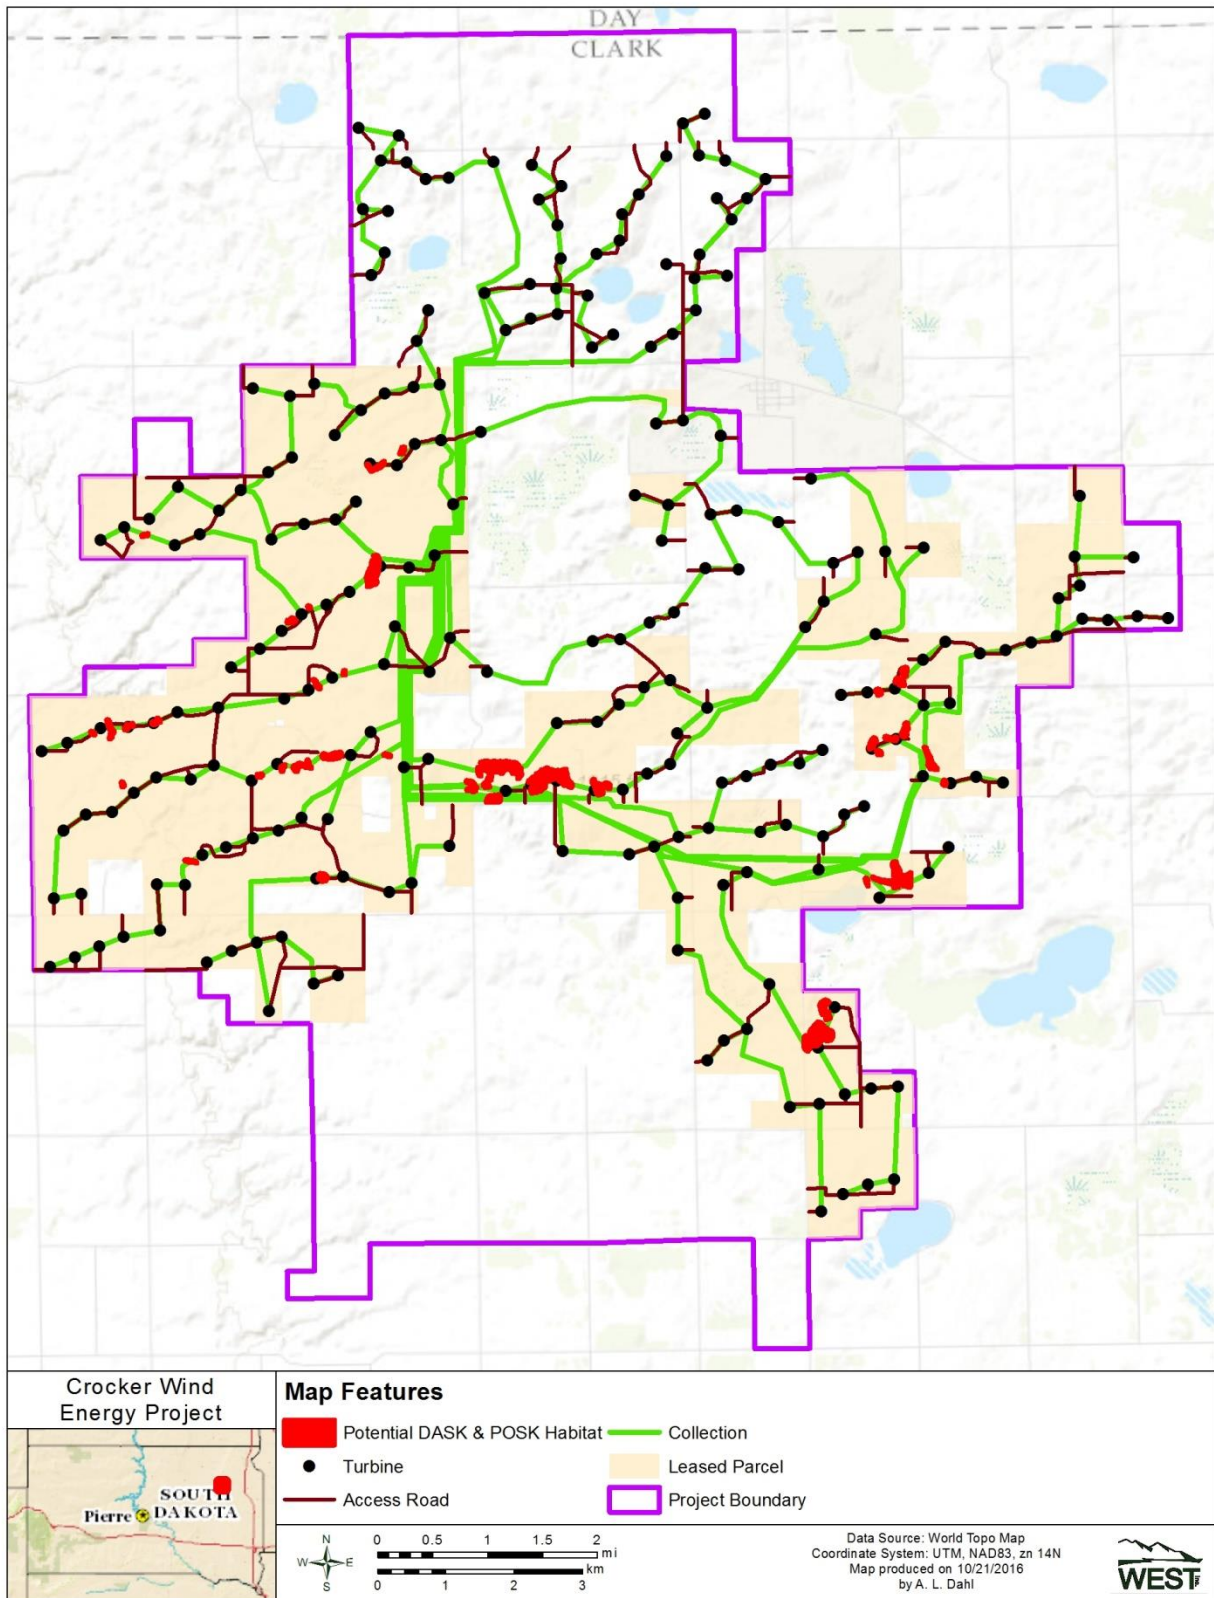 DAY
CLARK
Crocker Wind
Energy Project
Pierre
SOUTH
DAKOTA
Map Features
Potential DASK & POSK Habitat
Collection
Turbine
Leased Parcel
Access Road
Project Boundary
N
W E
S
0 0.5 1 1.5 2
mi
km
0 1 2 3
Data Source: World Topo Map
Coordinate System: UTM, NAD83, zn 14N
Map produced on 10/21/2016
by A. L. Dahl
WEST